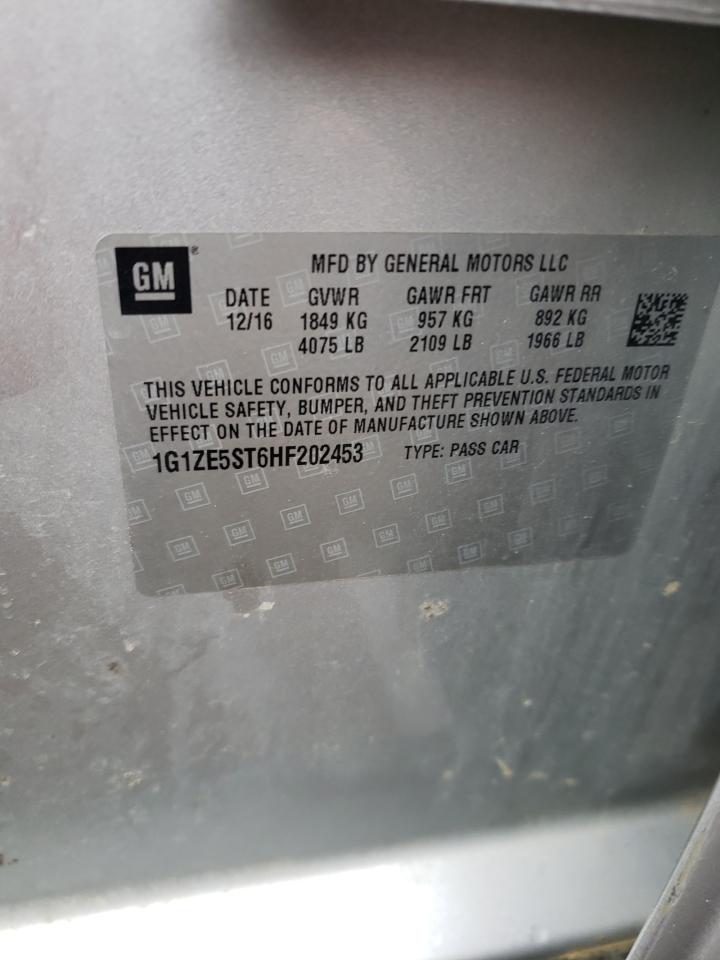 GM ®
MFD BY GENERAL MOTORS LLC
DATE GVWR GAWR FRT GAWR RR
12/16 1849 KG 957 KG 892 KG
4075 LB 2109 LB 1966 LB
THIS VEHICLE CONFORMS TO ALL APPLICABLE U.S. FEDERAL MOTOR
VEHICLE SAFETY, BUMPER, AND THEFT PREVENTION STANDARDS IN
EFFECT ON THE DATE OF MANUFACTURE SHOWN ABOVE.
1G1ZE5ST6HF202453 TYPE: PASS CAR